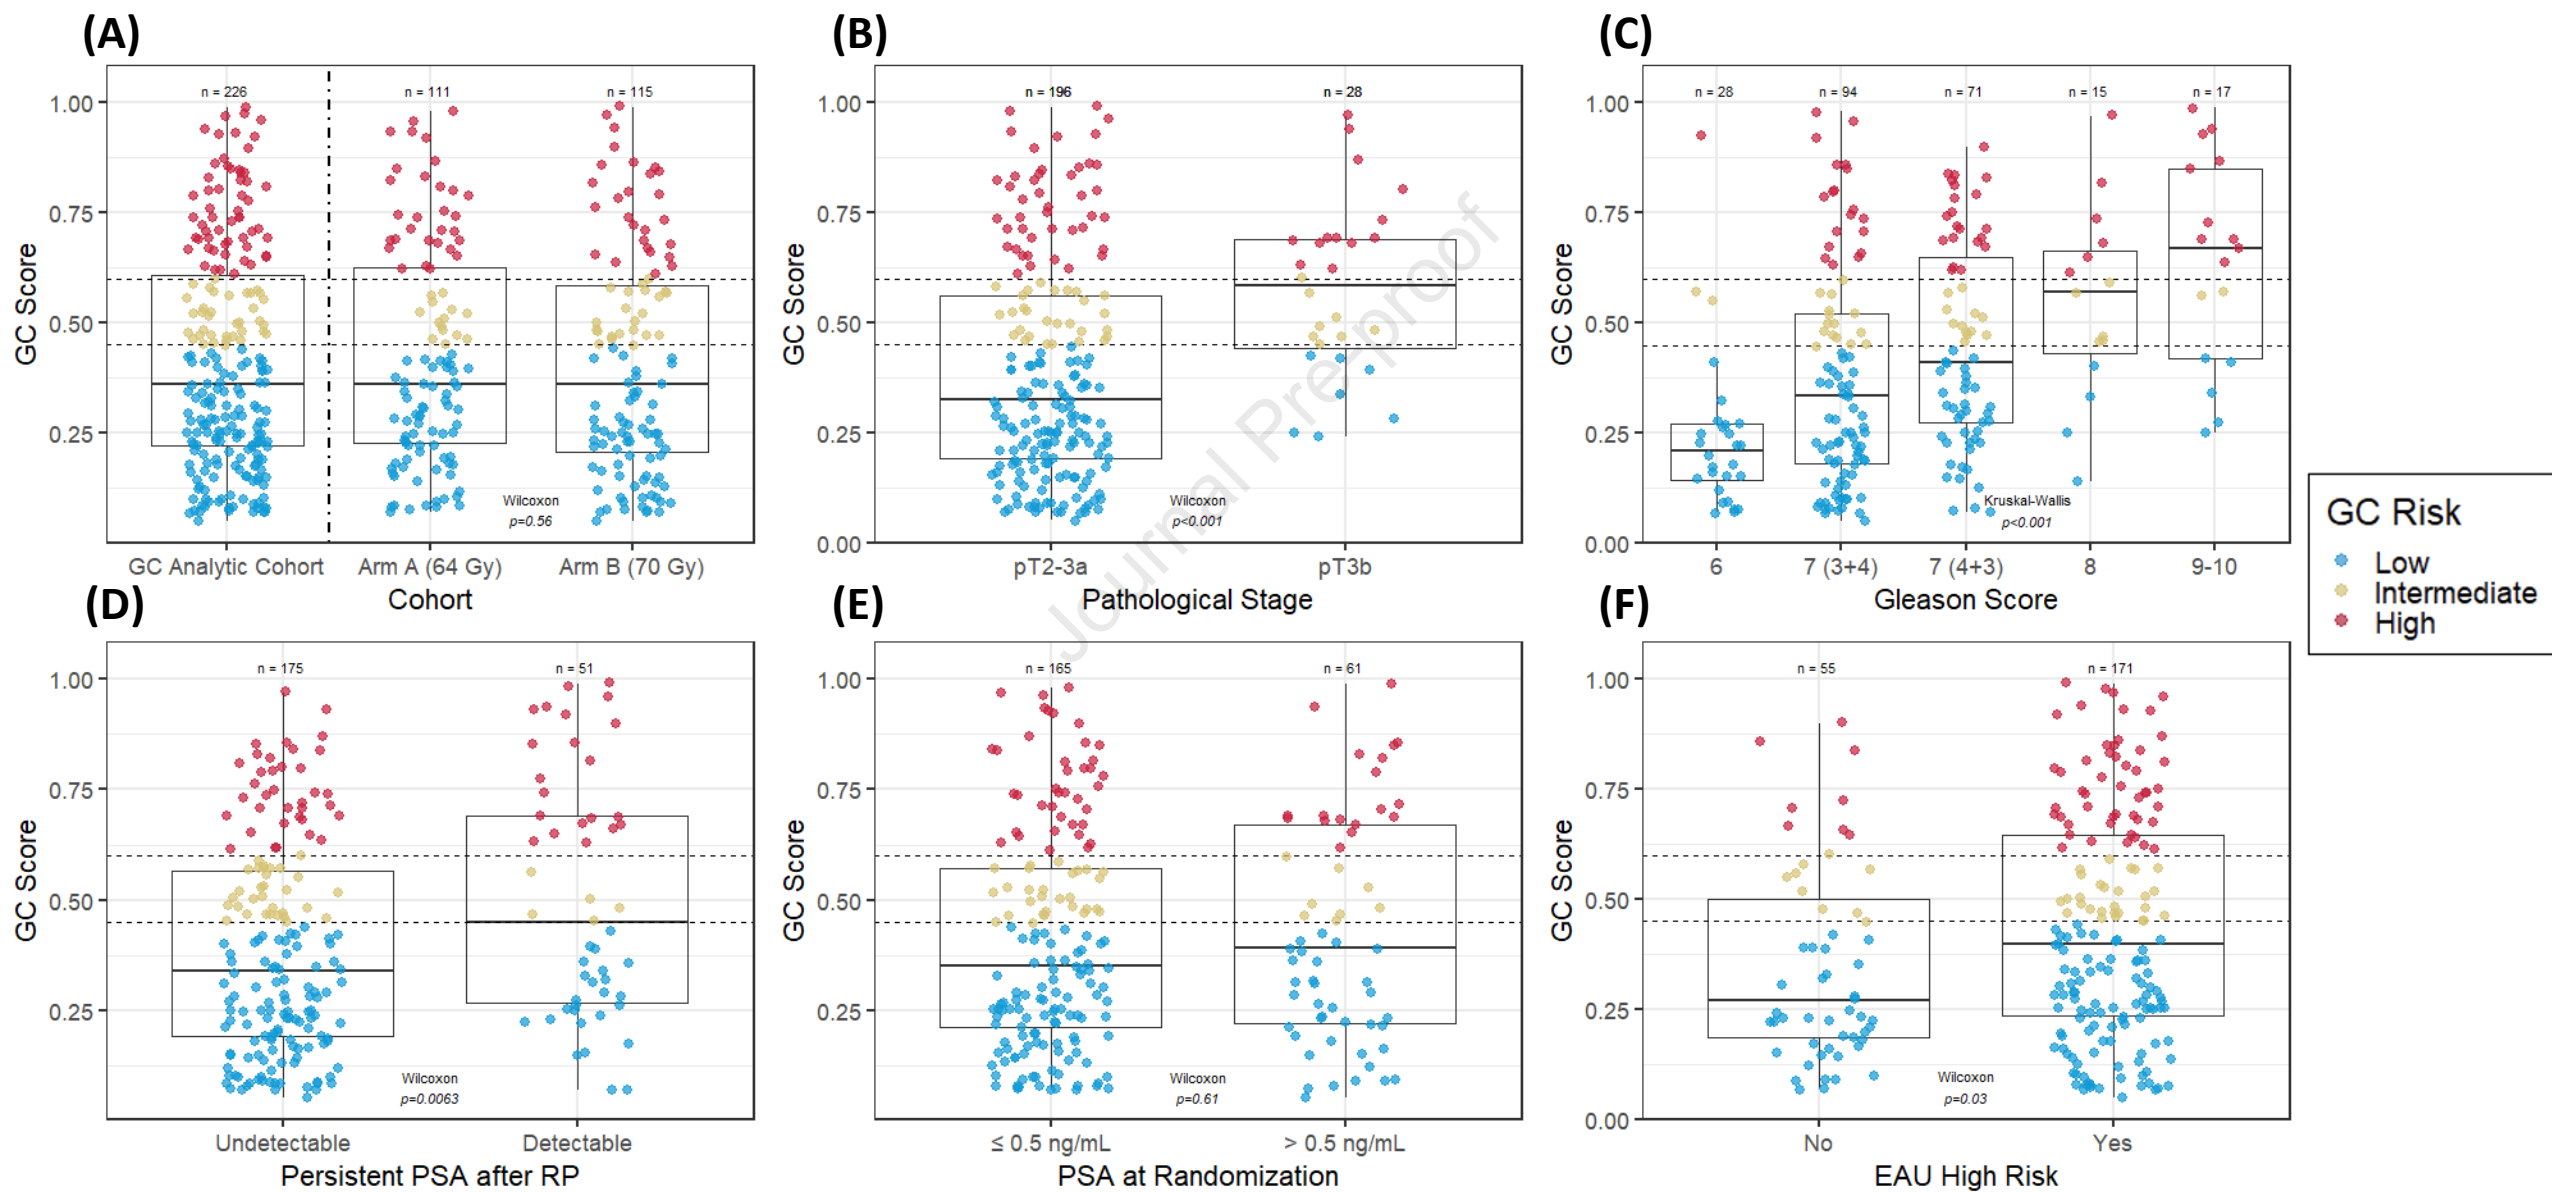 (A)
n = 226
n = 111
n = 115
1.00
0.75
0.50
0.25
GC Score
Wilcoxon
p=0.56
GC Analytic Cohort
Arm A (64 Gy)
Arm B (70 Gy)
Cohort
(B)
n = 196
n = 28
1.00
0.75
0.50
0.25
0.00
GC Score
Wilcoxon
p<0.001
pT2-3a
pT3b
Pathological Stage
(C)
n = 28
n = 94
n = 71
n = 15
n = 17
1.00
0.75
0.50
0.25
0.00
GC Score
Kruskal-Wallis
p<0.001
6
7 (3+4)
7 (4+3)
8
9-10
Gleason Score
GC Risk
Low
Intermediate
High
Journal Pre-proof
(D)
n = 175
n = 51
1.00
0.75
0.50
0.25
GC Score
Wilcoxon
p=0.0063
Undetectable
Detectable
Persistent PSA after RP
(E)
n = 165
n = 61
1.00
0.75
0.50
0.25
GC Score
Wilcoxon
p=0.61
≤ 0.5 ng/mL
> 0.5 ng/mL
PSA at Randomization
(F)
n = 55
n = 171
1.00
0.75
0.50
0.25
0.00
GC Score
Wilcoxon
p=0.03
No
Yes
EAU High Risk